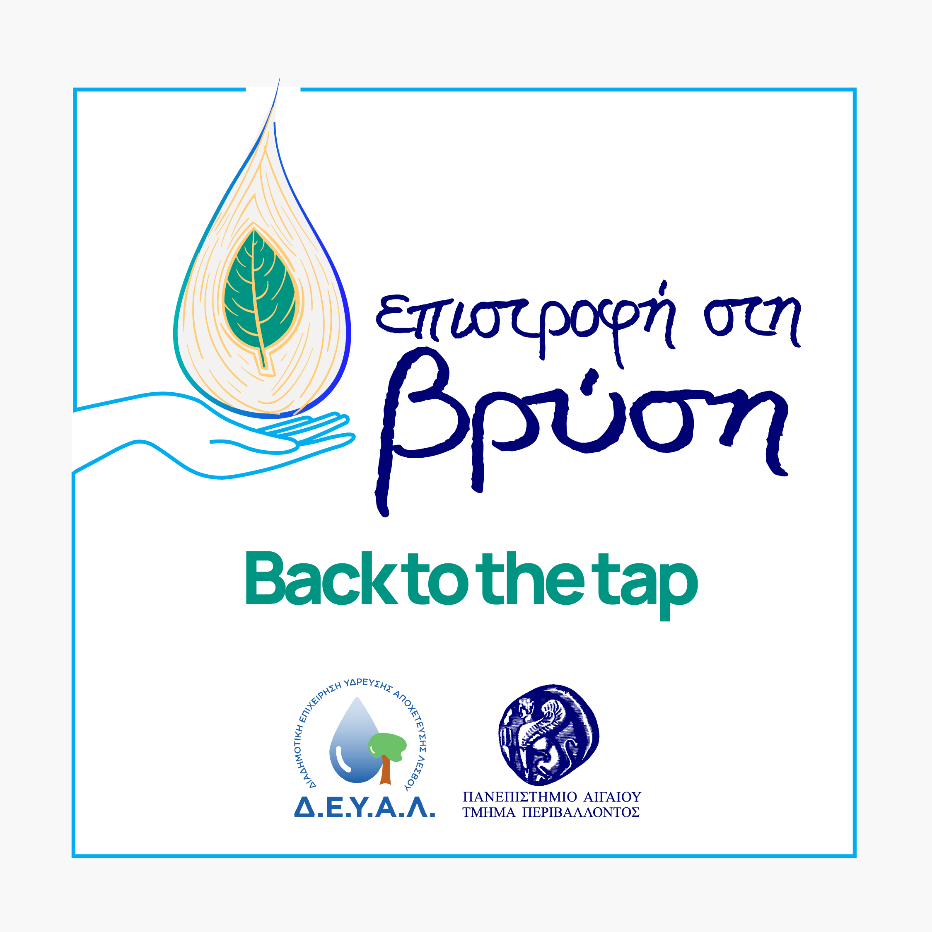 επιστροφή στη
βρύση
Back to the tap
ΔΙΑΔΗΜΟΤΙΚΗ ΕΠΙΧΕΙΡΗΣΗ ΥΔΡΕΥΣΗΣ ΑΠΟΧΕΤΕΥΣΗΣ ΛΕΣΒΟΥ
Δ.Ε.Υ.Α.Λ.
ΠΑΝΕΠΙΣΤΗΜΙΟ ΑΙΓΑΙΟΥ
ΤΜΗΜΑ ΠΕΡΙΒΑΛΛΟΝΤΟΣ